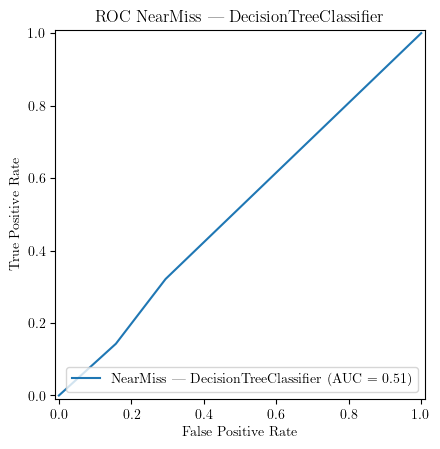 ROC NearMiss — DecisionTreeClassifier
True Positive Rate
1.0
0.8
0.6
0.4
0.2
0.0
NearMiss — DecisionTreeClassifier (AUC = 0.51)
0.0 0.2 0.4 0.6 0.8 1.0
False Positive Rate